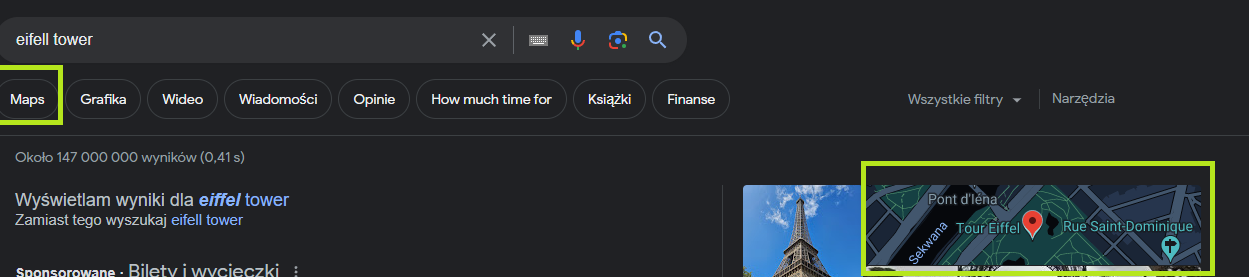 eifell tower
Maps Grafika Wideo Wiadomości Opinie How much time for Książki Finanse Wszystkie filtry Narzędzia
Około 147 000 000 wyników (0,41 s)
Wyświetlam wyniki dla eiffel tower
Zamiast tego wyszukaj eifell tower
Sponsorowane · Bilety i wycieczki
Pont d'Iéna
Tour Eiffel
Rue Saint-Dominique
Sekwana